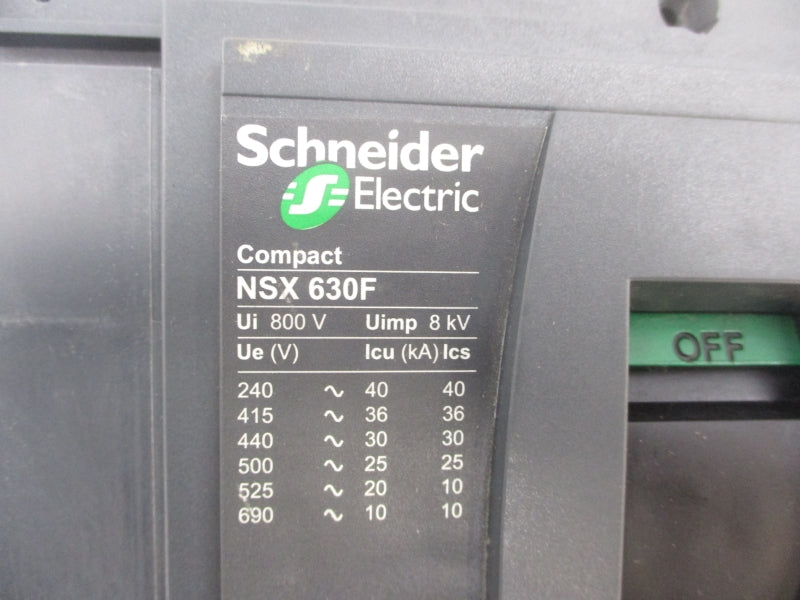 Schneider
Electric
Compact
NSX 630F
Ui 800 V Uimp 8 kV
Ue (V) Icu (kA) Ics
240 ~ 40 40
415 ~ 36 36
440 ~ 30 30
500 ~ 25 25
525 ~ 20 10
690 ~ 10 10
OFF